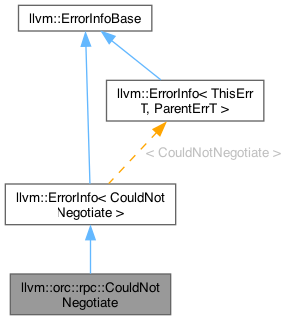 llvm::ErrorInfoBase
llvm::ErrorInfo< ThisErr
T, ParentErrT >
< CouldNotNegotiate >
llvm::ErrorInfo< CouldNot
Negotiate >
llvm::orc::rpc::CouldNot
Negotiate